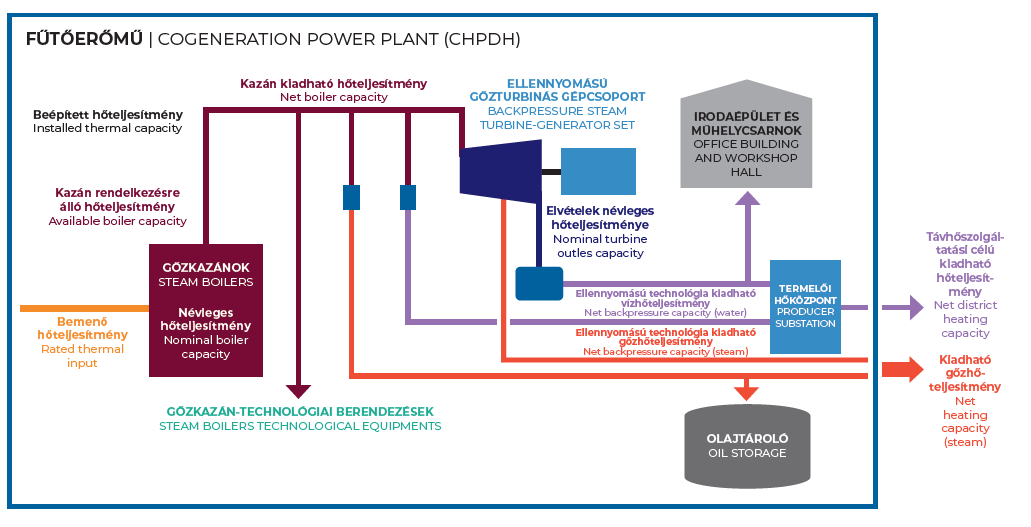 FŰTŐERŐMŰ | COGENERATION POWER PLANT (CHPDH)
Kazán kiadható hőteljesítmény
Net boiler capacity
Beépített hőteljesítmény
Installed thermal capacity
ELLENNYOMÁSÚ
GŐZTURBINÁS GÉPCSOPORT
BACKPRESSURE STEAM
TURBINE-GENERATOR SET
IRODAÉPÜLET ÉS
MŰHELYCSARNOK
OFFICE BUILDING
AND WORKSHOP
HALL
Kazán rendelkezésre
álló hőteljesítmény
Available boiler capacity
Elvételek névleges
hőteljesítménye
Nominal turbine
outles capacity
GŐZKAZÁNOK
STEAM BOILERS
Névleges
hőteljesítmény
Nominal boiler
capacity
Bemenő
hőteljesítmény
Rated thermal
input
Ellennyomású technológia kiadható
vízhőteljesítmény
Net backpressure capacity (water)
Ellennyomású technológia kiadható
gőzhőteljesítmény
Net backpressure capacity (steam)
TERMELŐI
HŐKÖZPONT
PRODUCER
SUBSTATION
Távhőszolgál-
tatási célú
kiadható
hőteljesít-
mény
Net district
heating
capacity
Kiadható
gőzhő-
teljesítmény
Net
heating
capacity
(steam)
GŐZKAZÁN-TECHNOLÓGIAI BERENDEZÉSEK
STEAM BOILERS TECHNOLOGICAL EQUIPMENTS
OLAJTÁROLÓ
OIL STORAGE